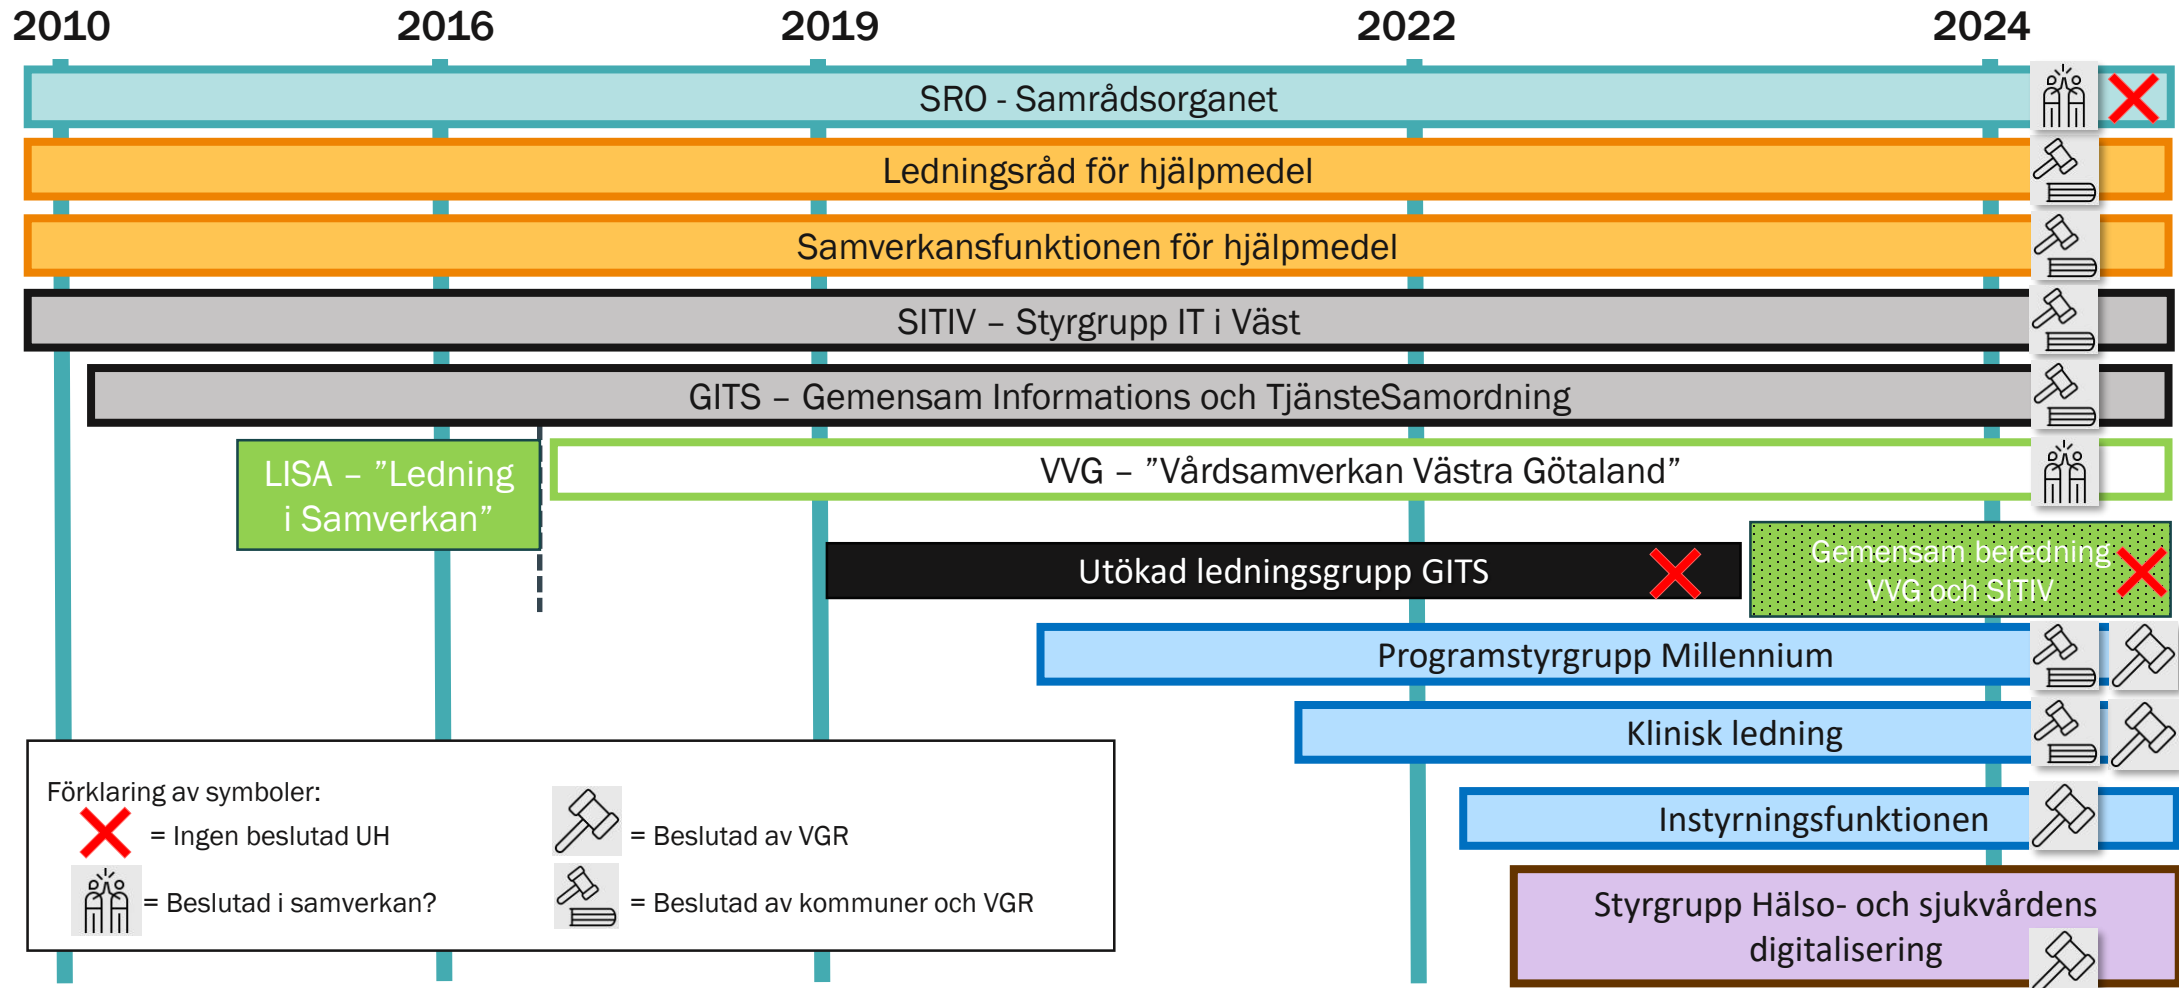 2010 2016 2019 2022 2024
SRO - Samrådsorganet
Ledningsråd för hjälpmedel
Samverkansfunktionen för hjälpmedel
SITIV – Styrgrupp IT i Väst
GITS – Gemensam Informations och TjänsteSamordning
LISA – ”Ledning
i Samverkan”
VVG – ”Vårdsamverkan Västra Götaland”
Utökad ledningsgrupp GITS
Gemensam beredning
VVG och SITIV
Programstyrgrupp Millennium
Klinisk ledning
Instyrningsfunktionen
Styrgrupp Hälso- och sjukvårdens
digitalisering
Förklaring av symboler:
= Ingen beslutad UH
= Beslutad av VGR
= Beslutad i samverkan?
= Beslutad av kommuner och VGR